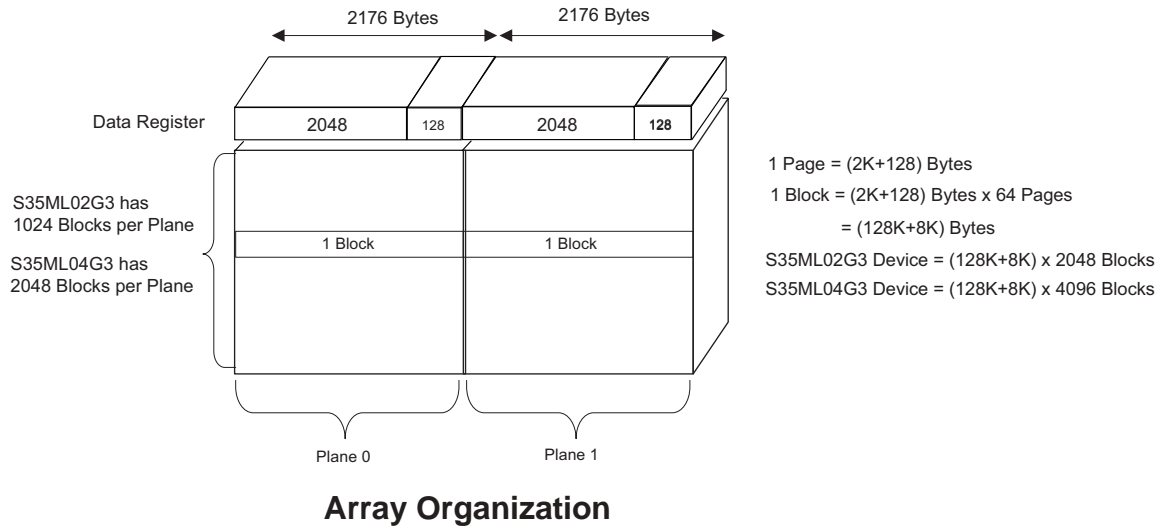 2176 Bytes
2176 Bytes
Data Register
2048
128
2048
128
S35ML02G3 has
1024 Blocks per Plane
S35ML04G3 has
2048 Blocks per Plane
1 Block
1 Block
1 Page = (2K+128) Bytes
1 Block = (2K+128) Bytes x 64 Pages
= (128K+8K) Bytes
S35ML02G3 Device = (128K+8K) x 2048 Blocks
S35ML04G3 Device = (128K+8K) x 4096 Blocks
Plane 0
Plane 1
Array Organization